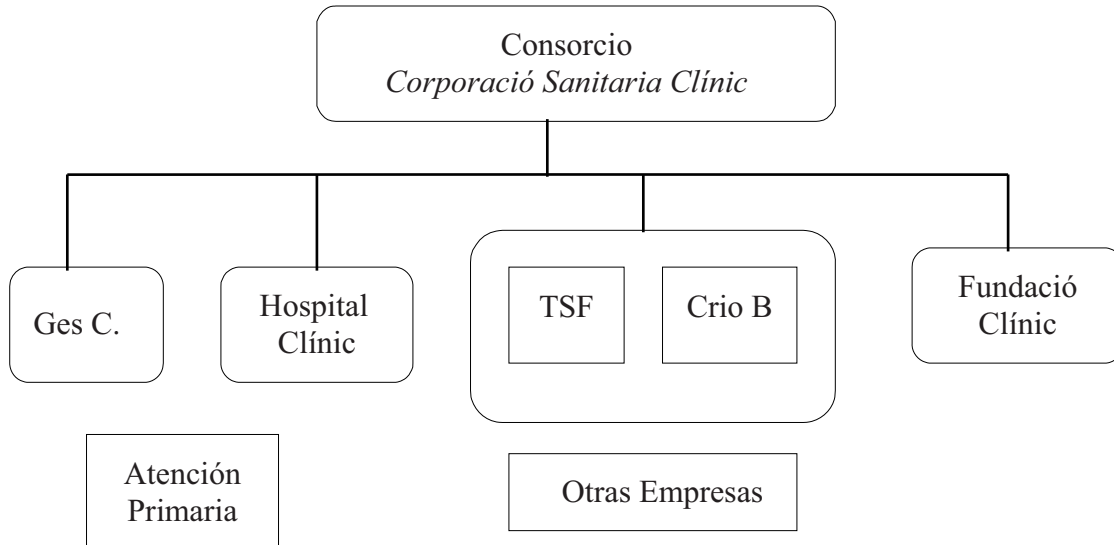 Consorcio
Corporació Sanitaria Clínic
Ges C.
Hospital
Clínic
TSF
Crio B
Fundació
Clínic
Atención
Primaria
Otras Empresas